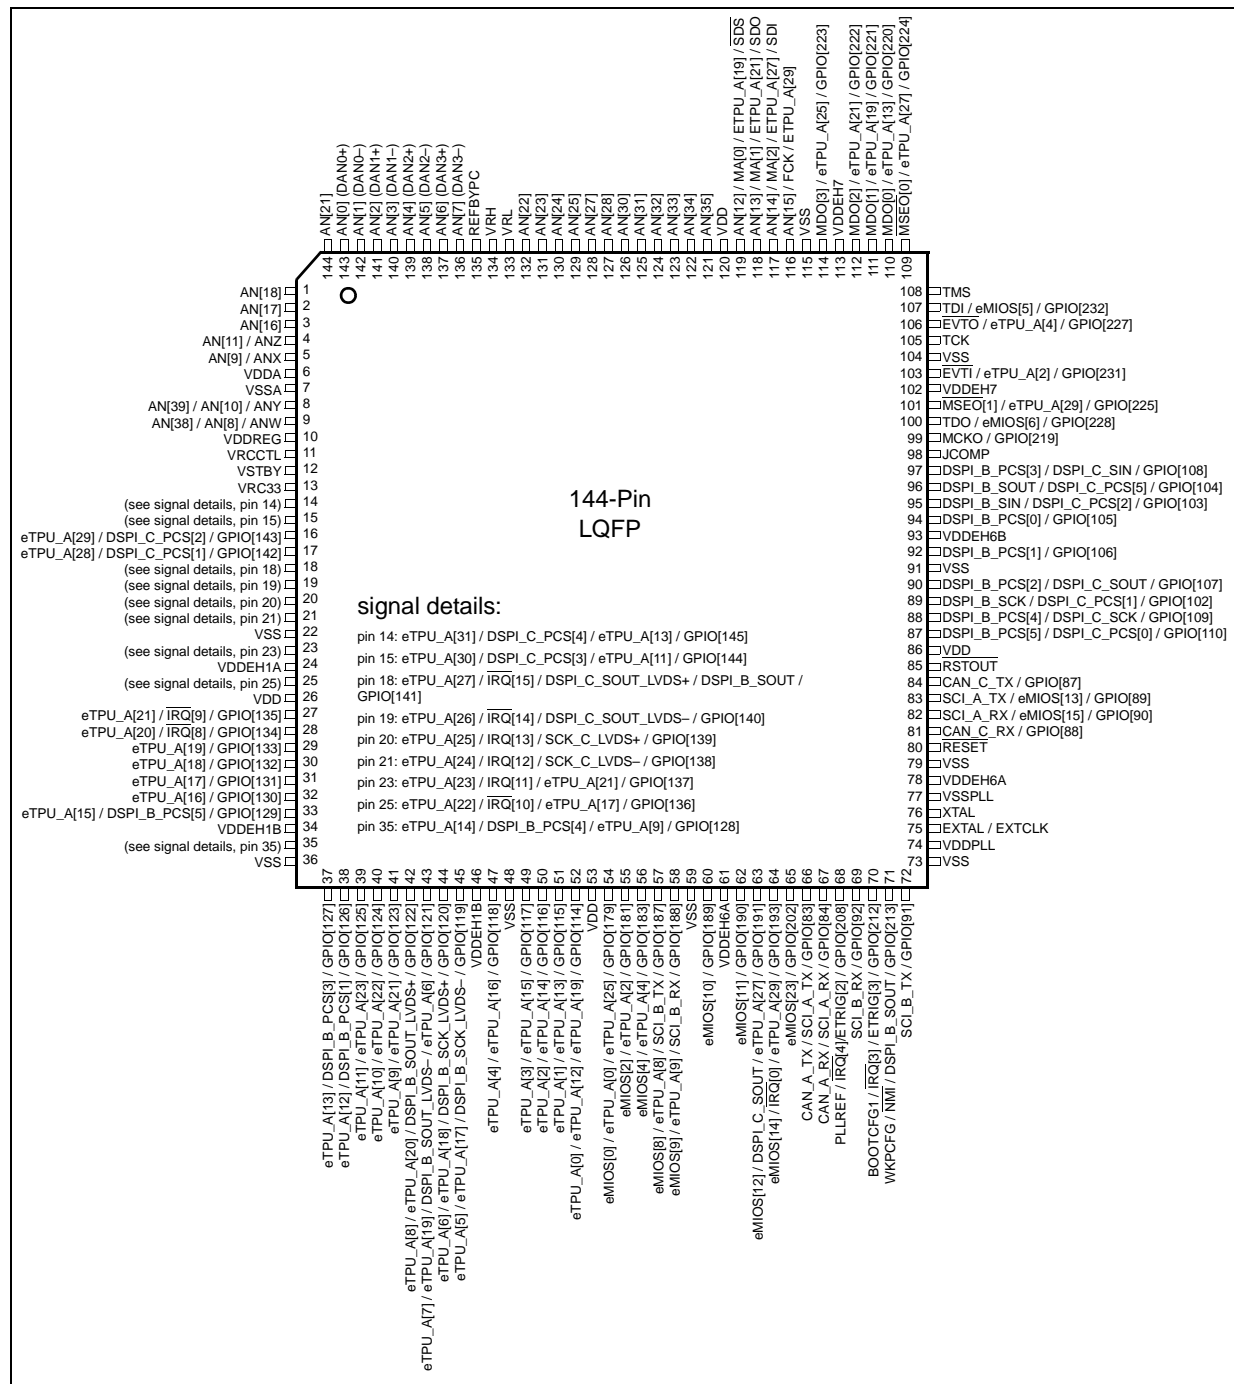 AN[21]
AN[0] (DAN0+)
AN[1] (DAN0–)
AN[2] (DAN1+)
AN[3] (DAN1–)
AN[4] (DAN2+)
AN[5] (DAN2–)
AN[6] (DAN3+)
AN[7] (DAN3–)
REFBYPC
VRH
VRL
AN[22]
AN[23]
AN[24]
AN[25]
AN[27]
AN[28]
AN[30]
AN[31]
AN[32]
AN[33]
AN[34]
AN[35]
VDD
AN[12] / MA[0] / ETPU_A[19] / SDS
AN[13] / MA[1] / ETPU_A[21] / SDO
AN[14] / MA[2] / ETPU_A[27] / SDI
AN[15] / FCK / ETPU_A[29]
VSS
MDO[3] / eTPU_A[25] / GPIO[223]
VDDEH7
MDO[2] / eTPU_A[21] / GPIO[222]
MDO[1] / eTPU_A[19] / GPIO[221]
MDO[0] / eTPU_A[13] / GPIO[220]
MSEO[0] / eTPU_A[27] / GPIO[224]
144
143
142
141
140
139
138
137
136
135
134
133
132
131
130
129
128
127
126
125
124
123
122
121
120
119
118
117
116
115
114
113
112
111
110
109
AN[18] 1
AN[17] 2
AN[16] 3
AN[11] / ANZ 4
AN[9] / ANX 5
VDDA 6
VSSA 7
AN[39] / AN[10] / ANY 8
AN[38] / AN[8] / ANW 9
VDDREG 10
VRCCTL 11
VSTBY 12
VRC33 13
(see signal details, pin 14) 14
(see signal details, pin 15) 15
eTPU_A[29] / DSPI_C_PCS[2] / GPIO[143] 16
eTPU_A[28] / DSPI_C_PCS[1] / GPIO[142] 17
(see signal details, pin 18) 18
(see signal details, pin 19) 19
(see signal details, pin 20) 20
(see signal details, pin 21) 21
VSS 22
(see signal details, pin 23) 23
VDDEH1A 24
(see signal details, pin 25) 25
VDD 26
eTPU_A[21] / IRQ[9] / GPIO[135] 27
eTPU_A[20] / IRQ[8] / GPIO[134] 28
eTPU_A[19] / GPIO[133] 29
eTPU_A[18] / GPIO[132] 30
eTPU_A[17] / GPIO[131] 31
eTPU_A[16] / GPIO[130] 32
eTPU_A[15] / DSPI_B_PCS[5] / GPIO[129] 33
VDDEH1B 34
(see signal details, pin 35) 35
VSS 36
144-Pin
LQFP
signal details:
pin 14: eTPU_A[31] / DSPI_C_PCS[4] / eTPU_A[13] / GPIO[145]
pin 15: eTPU_A[30] / DSPI_C_PCS[3] / eTPU_A[11] / GPIO[144]
pin 18: eTPU_A[27] / IRQ[15] / DSPI_C_SOUT_LVDS+ / DSPI_B_SOUT /
GPIO[141]
pin 19: eTPU_A[26] / IRQ[14] / DSPI_C_SOUT_LVDS– / GPIO[140]
pin 20: eTPU_A[25] / IRQ[13] / SCK_C_LVDS+ / GPIO[139]
pin 21: eTPU_A[24] / IRQ[12] / SCK_C_LVDS– / GPIO[138]
pin 23: eTPU_A[23] / IRQ[11] / eTPU_A[21] / GPIO[137]
pin 25: eTPU_A[22] / IRQ[10] / eTPU_A[17] / GPIO[136]
pin 35: eTPU_A[14] / DSPI_B_PCS[4] / eTPU_A[9] / GPIO[128]
108 TMS
107 TDI / eMIOS[5] / GPIO[232]
106 EVTO / eTPU_A[4] / GPIO[227]
105 TCK
104 VSS
103 EVTI / eTPU_A[2] / GPIO[231]
102 VDDEH7
101 MSEO[1] / eTPU_A[29] / GPIO[225]
100 TDO / eMIOS[6] / GPIO[228]
99 MCKO / GPIO[219]
98 JCOMP
97 DSPI_B_PCS[3] / DSPI_C_SIN / GPIO[108]
96 DSPI_B_SOUT / DSPI_C_PCS[5] / GPIO[104]
95 DSPI_B_SIN / DSPI_C_PCS[2] / GPIO[103]
94 DSPI_B_PCS[0] / GPIO[105]
93 VDDEH6B
92 DSPI_B_PCS[1] / GPIO[106]
91 VSS
90 DSPI_B_PCS[2] / DSPI_C_SOUT / GPIO[107]
89 DSPI_B_SCK / DSPI_C_PCS[1] / GPIO[102]
88 DSPI_B_PCS[4] / DSPI_C_SCK / GPIO[109]
87 DSPI_B_PCS[5] / DSPI_C_PCS[0] / GPIO[110]
86 VDD
85 RSTOUT
84 CAN_C_TX / GPIO[87]
83 SCI_A_TX / eMIOS[13] / GPIO[89]
82 SCI_A_RX / eMIOS[15] / GPIO[90]
81 CAN_C_RX / GPIO[88]
80 RESET
79 VSS
78 VDDEH6A
77 VSSPLL
76 XTAL
75 EXTAL / EXTCLK
74 VDDPLL
73 VSS
37
38
39
40
41
42
43
44
45
46
47
48
49
50
51
52
53
54
55
56
57
58
59
60
61
62
63
64
65
66
67
68
69
70
71
72
eTPU_A[13] / DSPI_B_PCS[3] / GPIO[127]
eTPU_A[12] / DSPI_B_PCS[1] / GPIO[126]
eTPU_A[11] / eTPU_A[23] / GPIO[125]
eTPU_A[10] / eTPU_A[22] / GPIO[124]
eTPU_A[9] / eTPU_A[21] / GPIO[123]
eTPU_A[8] / eTPU_A[20] / DSPI_B_SOUT_LVDS+ / GPIO[122]
eTPU_A[7] / eTPU_A[19] / DSPI_B_SOUT_LVDS– / eTPU_A[6] / GPIO[121]
eTPU_A[6] / eTPU_A[18] / DSPI_B_SCK_LVDS+ / GPIO[120]
eTPU_A[5] / eTPU_A[17] / DSPI_B_SCK_LVDS– / GPIO[119]
VDDEH1B
eTPU_A[4] / eTPU_A[16] / GPIO[118]
VSS
eTPU_A[3] / eTPU_A[15] / GPIO[117]
eTPU_A[2] / eTPU_A[14] / GPIO[116]
eTPU_A[1] / eTPU_A[13] / GPIO[115]
eTPU_A[0] / eTPU_A[12] / eTPU_A[19] / GPIO[114]
VDD
eMIOS[0] / eTPU_A[0] / eTPU_A[25] / GPIO[179]
eMIOS[2] / eTPU_A[2] / GPIO[181]
eMIOS[4] / eTPU_A[4] / GPIO[183]
eMIOS[8] / eTPU_A[8] / SCI_B_TX / GPIO[187]
eMIOS[9] / eTPU_A[9] / SCI_B_RX / GPIO[188]
VSS
eMIOS[10] / GPIO[189]
VDDEH6A
eMIOS[11] / GPIO[190]
eMIOS[12] / DSPI_C_SOUT / eTPU_A[27] / GPIO[191]
eMIOS[14] / IRQ[0] / eTPU_A[29] / GPIO[193]
eMIOS[23] / GPIO[202]
CAN_A_TX / SCI_A_TX / GPIO[83]
CAN_A_RX / SCI_A_RX / GPIO[84]
PLLREF / IRQ[4]/ETRIG[2] / GPIO[208]
SCI_B_RX / GPIO[92]
BOOTCFG1 / IRQ[3] / ETRIG[3] / GPIO[212]
WKPCFG / NMI / DSPI_B_SOUT / GPIO[213]
SCI_B_TX / GPIO[91]